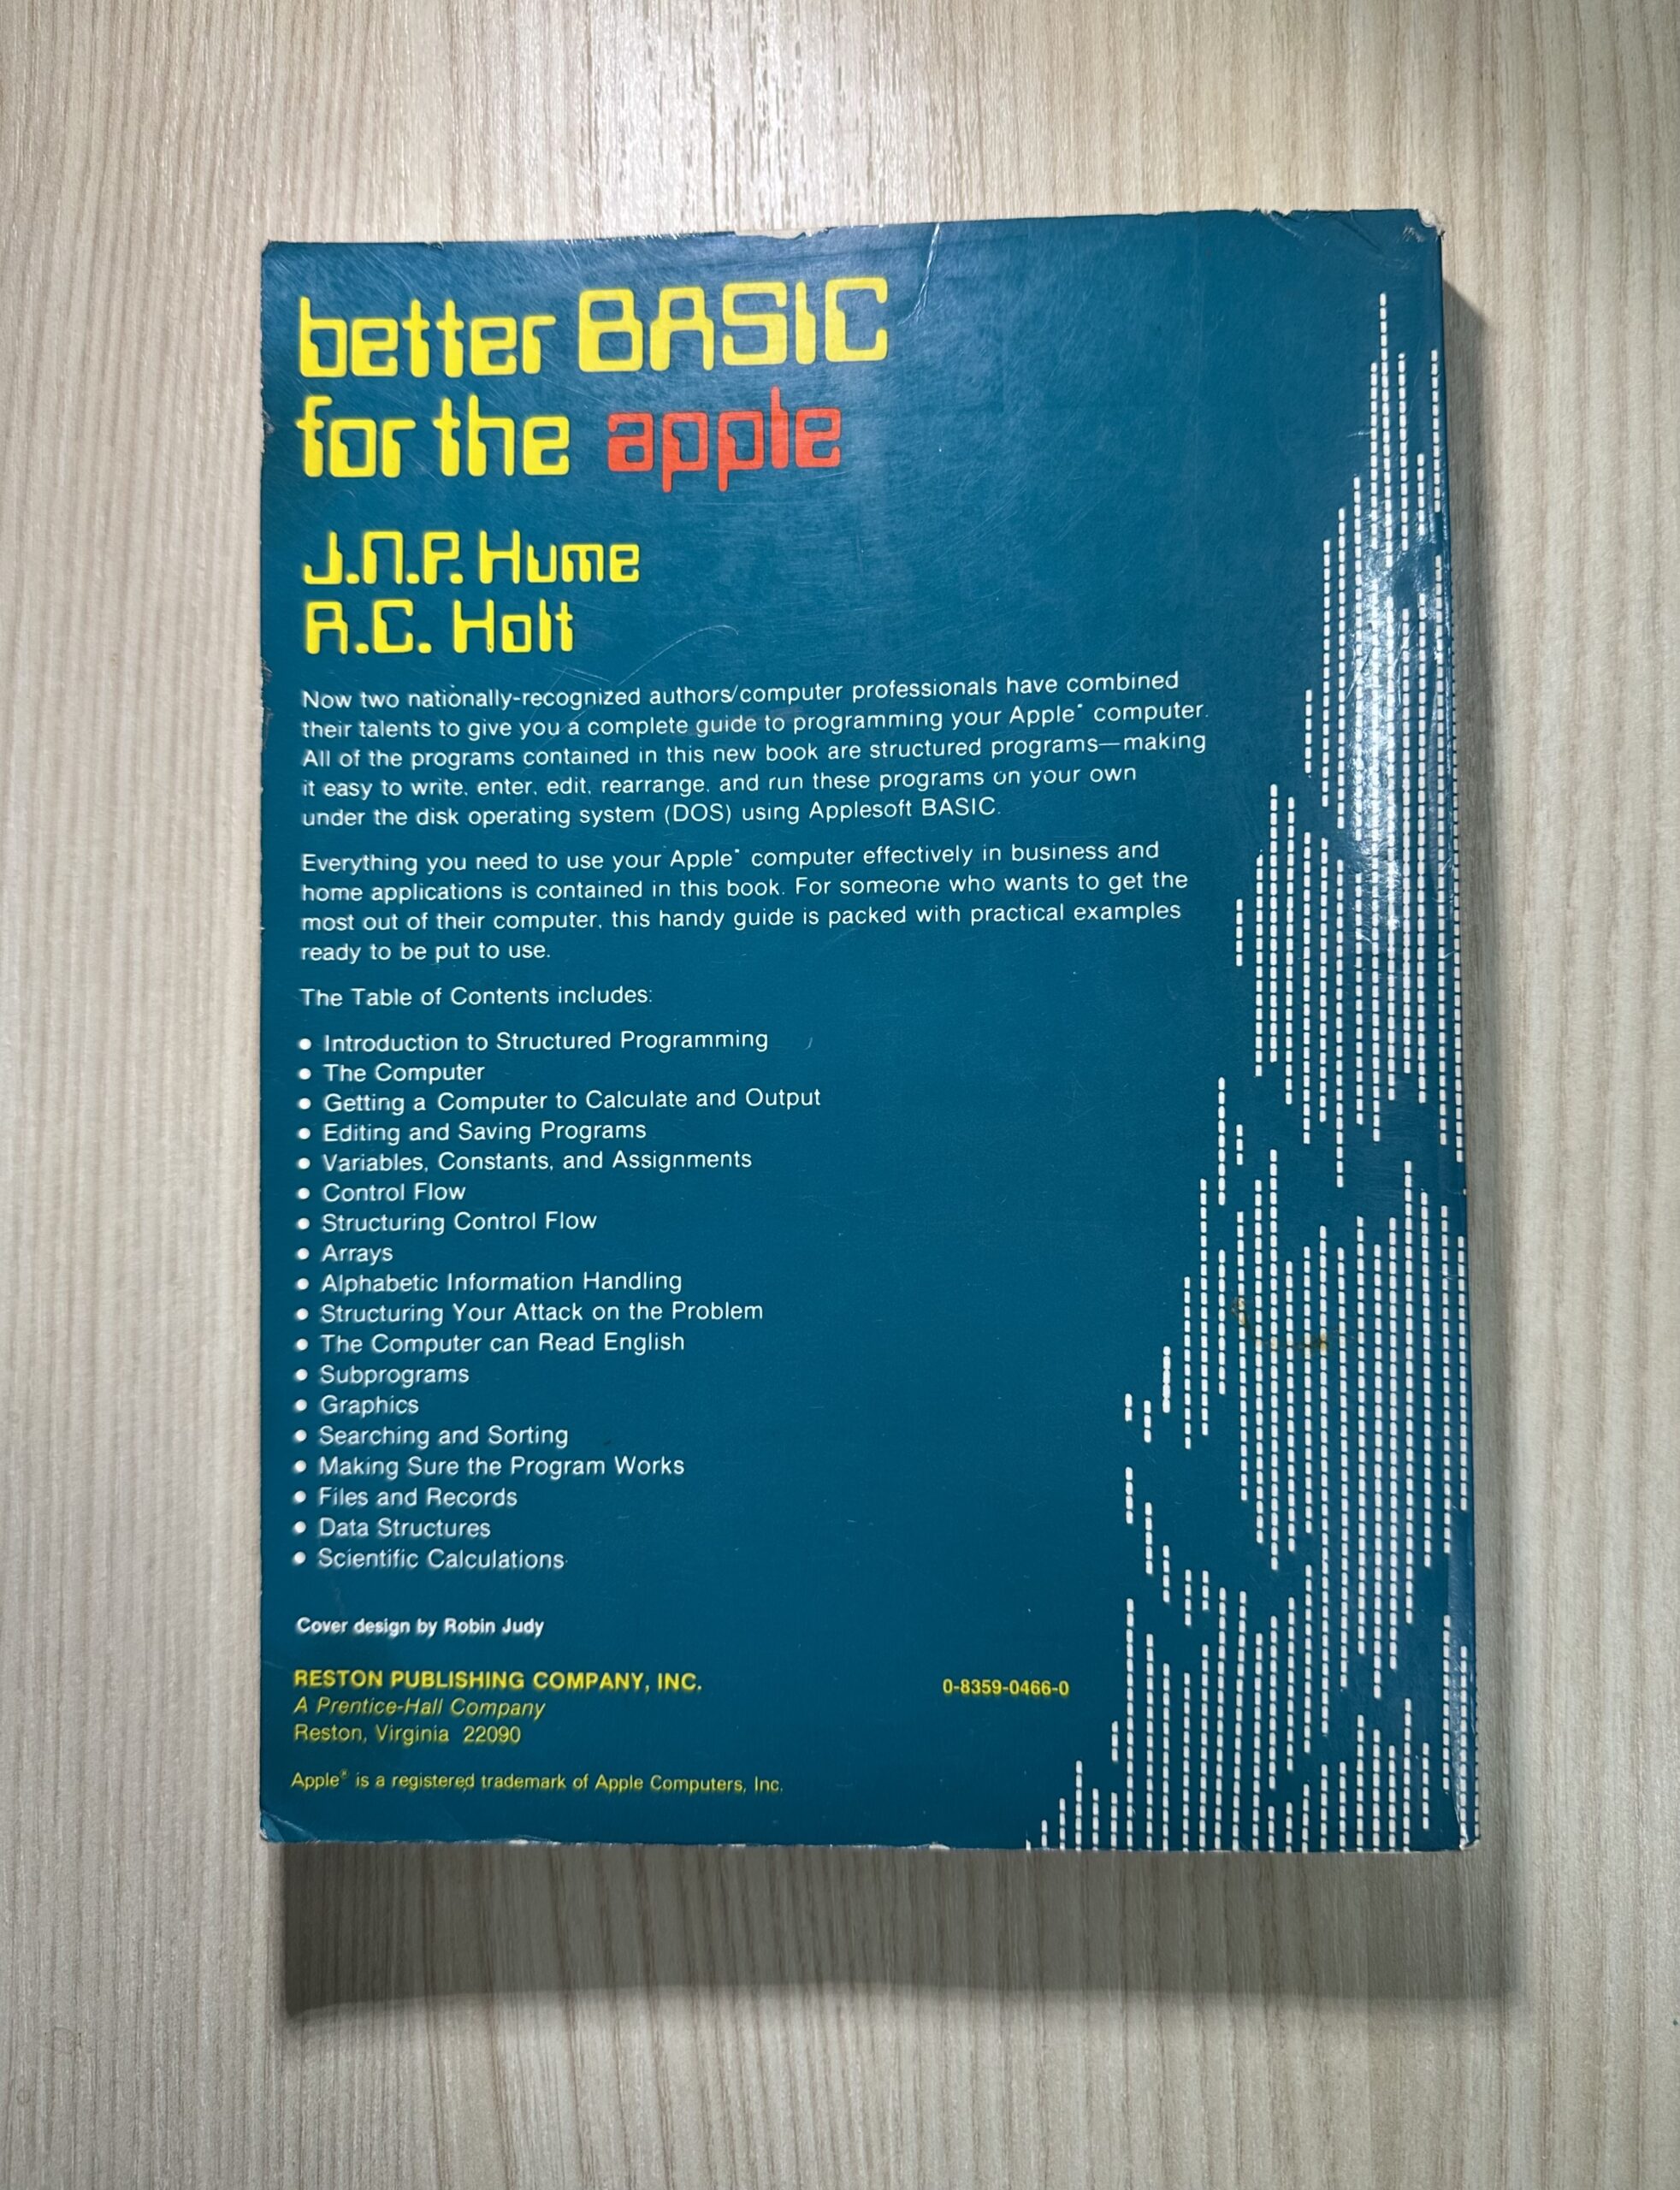 better BASIC
for the apple
J.N.P. Hume
R.C. Holt
Now two nationally-recognized authors/computer professionals have combined
their talents to give you a complete guide to programming your Apple* computer.
All of the programs contained in this new book are structured programs—making
it easy to write, enter, edit, rearrange, and run these programs on your own
under the disk operating system (DOS) using Applesoft BASIC.
Everything you need to use your Apple* computer effectively in business and
home applications is contained in this book. For someone who wants to get the
most out of their computer, this handy guide is packed with practical examples
ready to be put to use.
The Table of Contents includes:
• Introduction to Structured Programming
• The Computer
• Getting a Computer to Calculate and Output
• Editing and Saving Programs
• Variables, Constants, and Assignments
• Control Flow
• Structuring Control Flow
• Arrays
• Alphabetic Information Handling
• Structuring Your Attack on the Problem
• The Computer can Read English
• Subprograms
• Graphics
• Searching and Sorting
• Making Sure the Program Works
• Files and Records
• Data Structures
• Scientific Calculations
Cover design by Robin Judy
RESTON PUBLISHING COMPANY, INC.
A Prentice-Hall Company
Reston, Virginia 22090
0-8359-0466-0
Apple® is a registered trademark of Apple Computers, Inc.